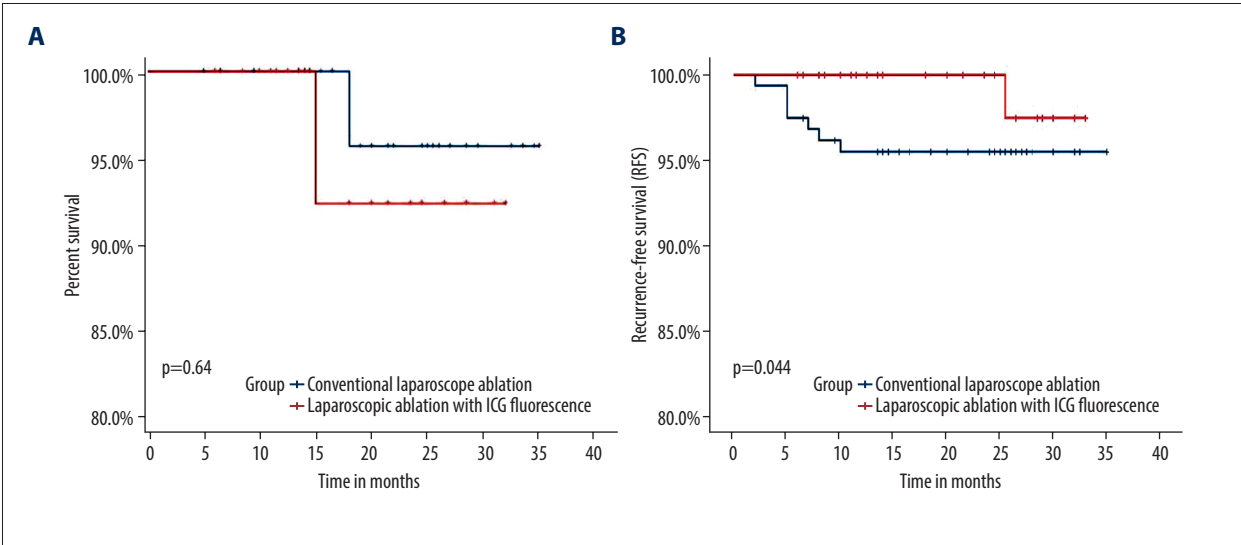 A
100.0%
95.0%
90.0%
85.0%
80.0%
Percent survival
p=0.64
Group Conventional laparoscope ablation
Laparoscopic ablation with ICG fluorescence
0 5 10 15 20 25 30 35 40
Time in months
B
100.0%
95.0%
90.0%
85.0%
80.0%
Recurrence-free survival (RFS)
p=0.044
Group Conventional laparoscope ablation
Laparoscopic ablation with ICG fluorescence
0 5 10 15 20 25 30 35 40
Time in months